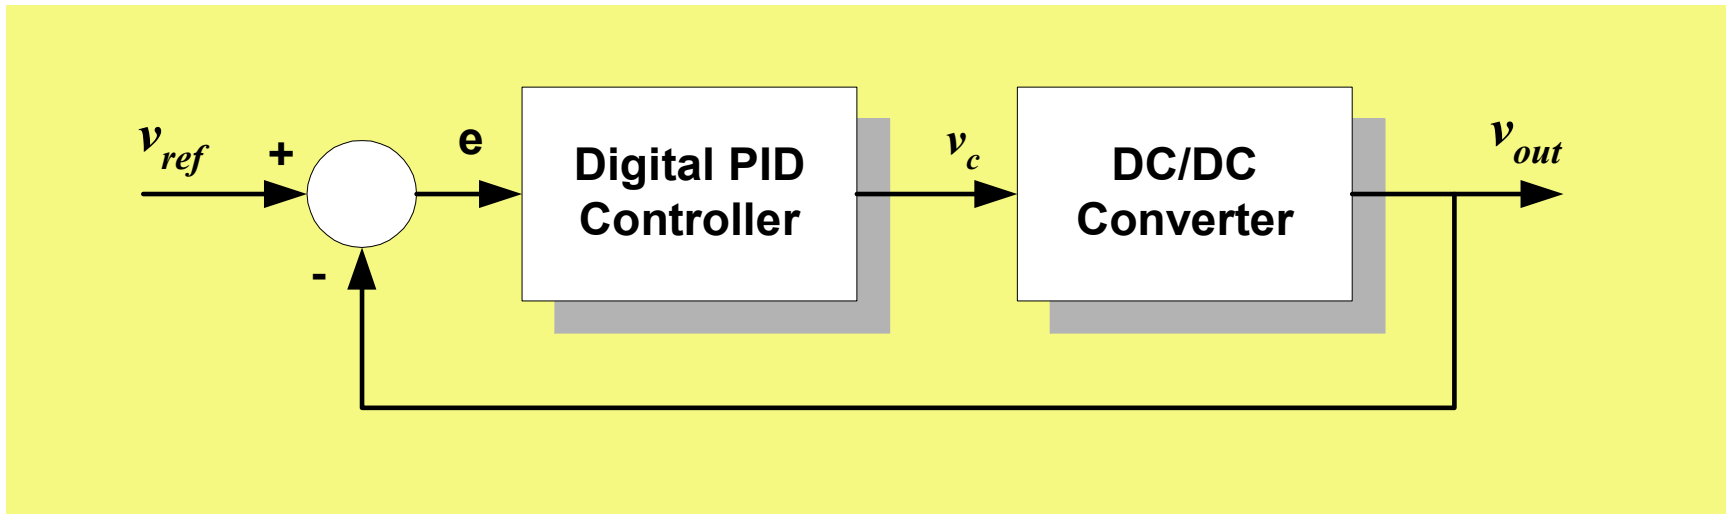 v_ref
+
e
Digital PID
Controller
v_c
DC/DC
Converter
v_out
-